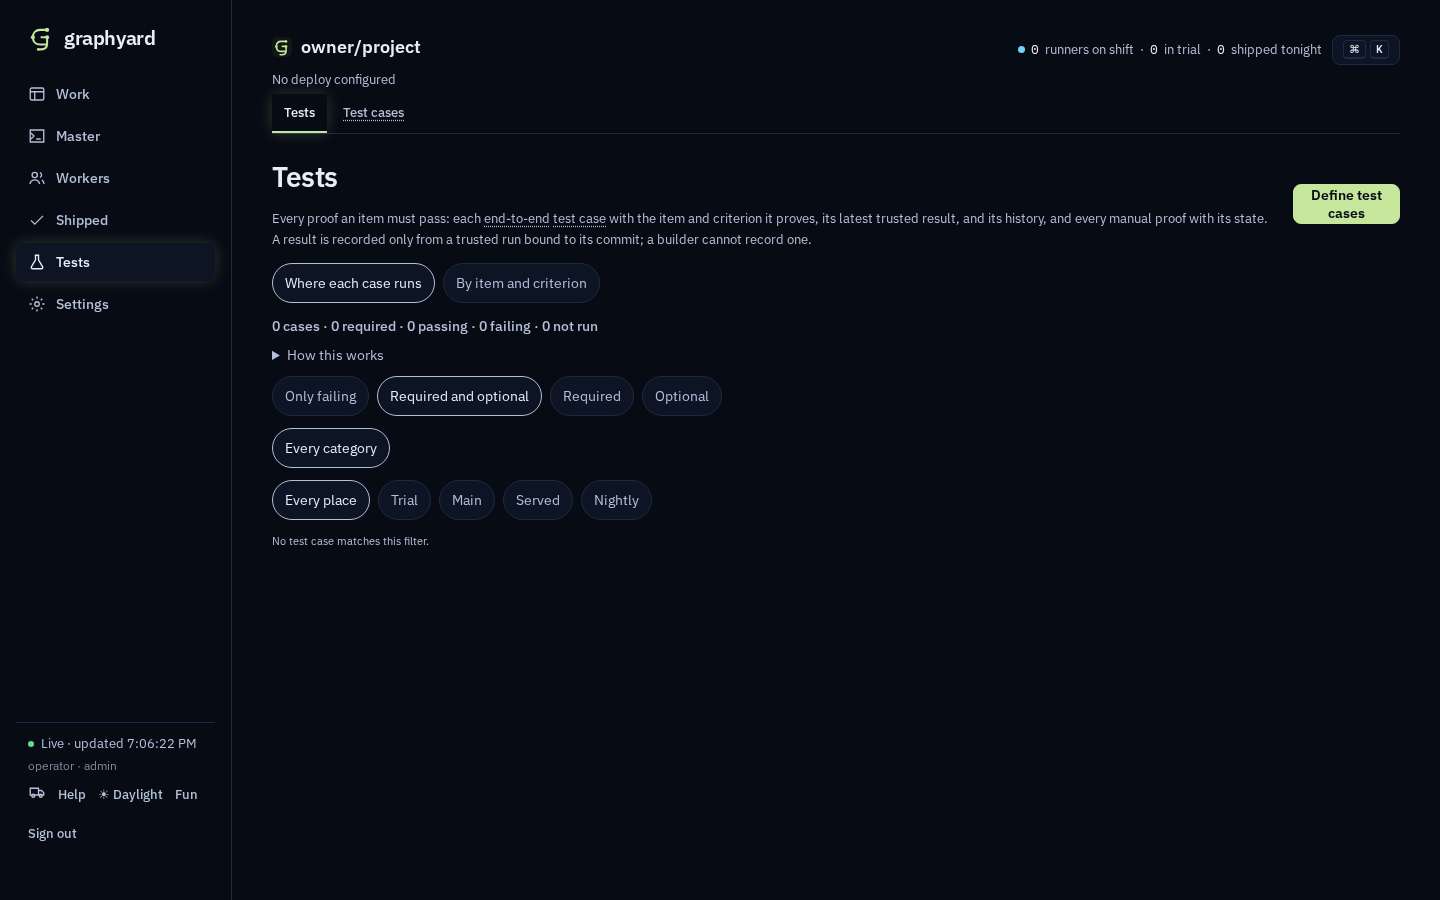 graphyard
Work
Master
Workers
Shipped
Tests
Settings
Live · updated 7:06:22 PM
operator · admin
Help ☀ Daylight Fun
Sign out
owner/project
0 runners on shift · 0 in trial · 0 shipped tonight ⌘ K
No deploy configured
Tests Test cases
Tests
Define test
cases
Every proof an item must pass: each end-to-end test case with the item and criterion it proves, its latest trusted result, and its history, and every manual proof with its state.
A result is recorded only from a trusted run bound to its commit; a builder cannot record one.
Where each case runs By item and criterion
0 cases · 0 required · 0 passing · 0 failing · 0 not run
▶ How this works
Only failing Required and optional Required Optional
Every category
Every place Trial Main Served Nightly
No test case matches this filter.